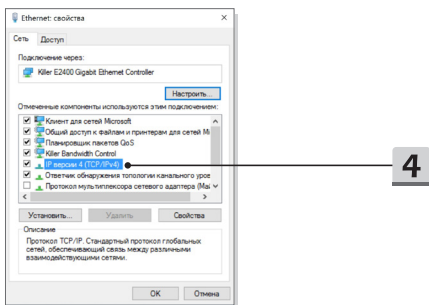 Ethernet: свойства
Сеть Доступ
Подключение через:
Killer E2400 Gigabit Ethernet Controller
Настроить...
Отмеченные компоненты используются этим подключением:
Клиент для сетей Microsoft
Общий доступ к файлам и принтерам для сетей Mi
Планировщик пакетов QoS
Killer Bandwidth Control
IP версии 4 (TCP/IPv4)
4
Ответчик обнаружения топологии канального уров
Протокол мультиплексора сетевого адаптера (Май
Установить... Удалить Свойства
Описание
Протокол TCP/IP. Стандартный протокол глобальных
сетей, обеспечивающий связь между различными
взаимодействующими сетями.
OK Отмена